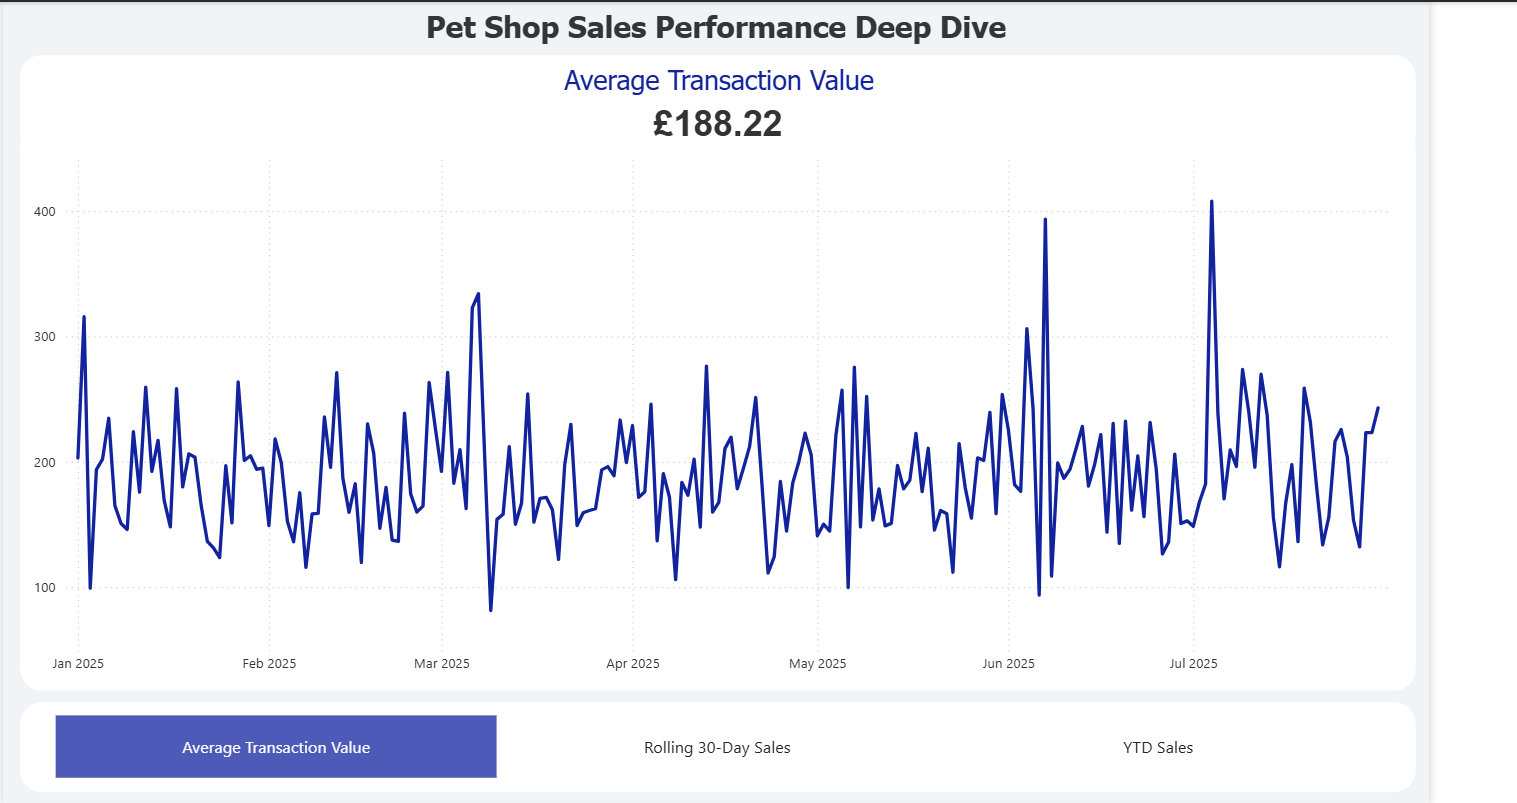 Pet Shop Sales Performance Deep Dive
Average Transaction Value
£188.22
400
300
200
100
Jan 2025 Feb 2025 Mar 2025 Apr 2025 May 2025 Jun 2025 Jul 2025
Average Transaction Value Rolling 30-Day Sales YTD Sales